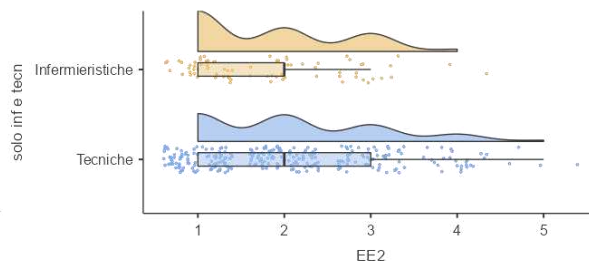 solo inf e tecn
Infermieristiche
Tecniche
1 2 3 4 5
EE2